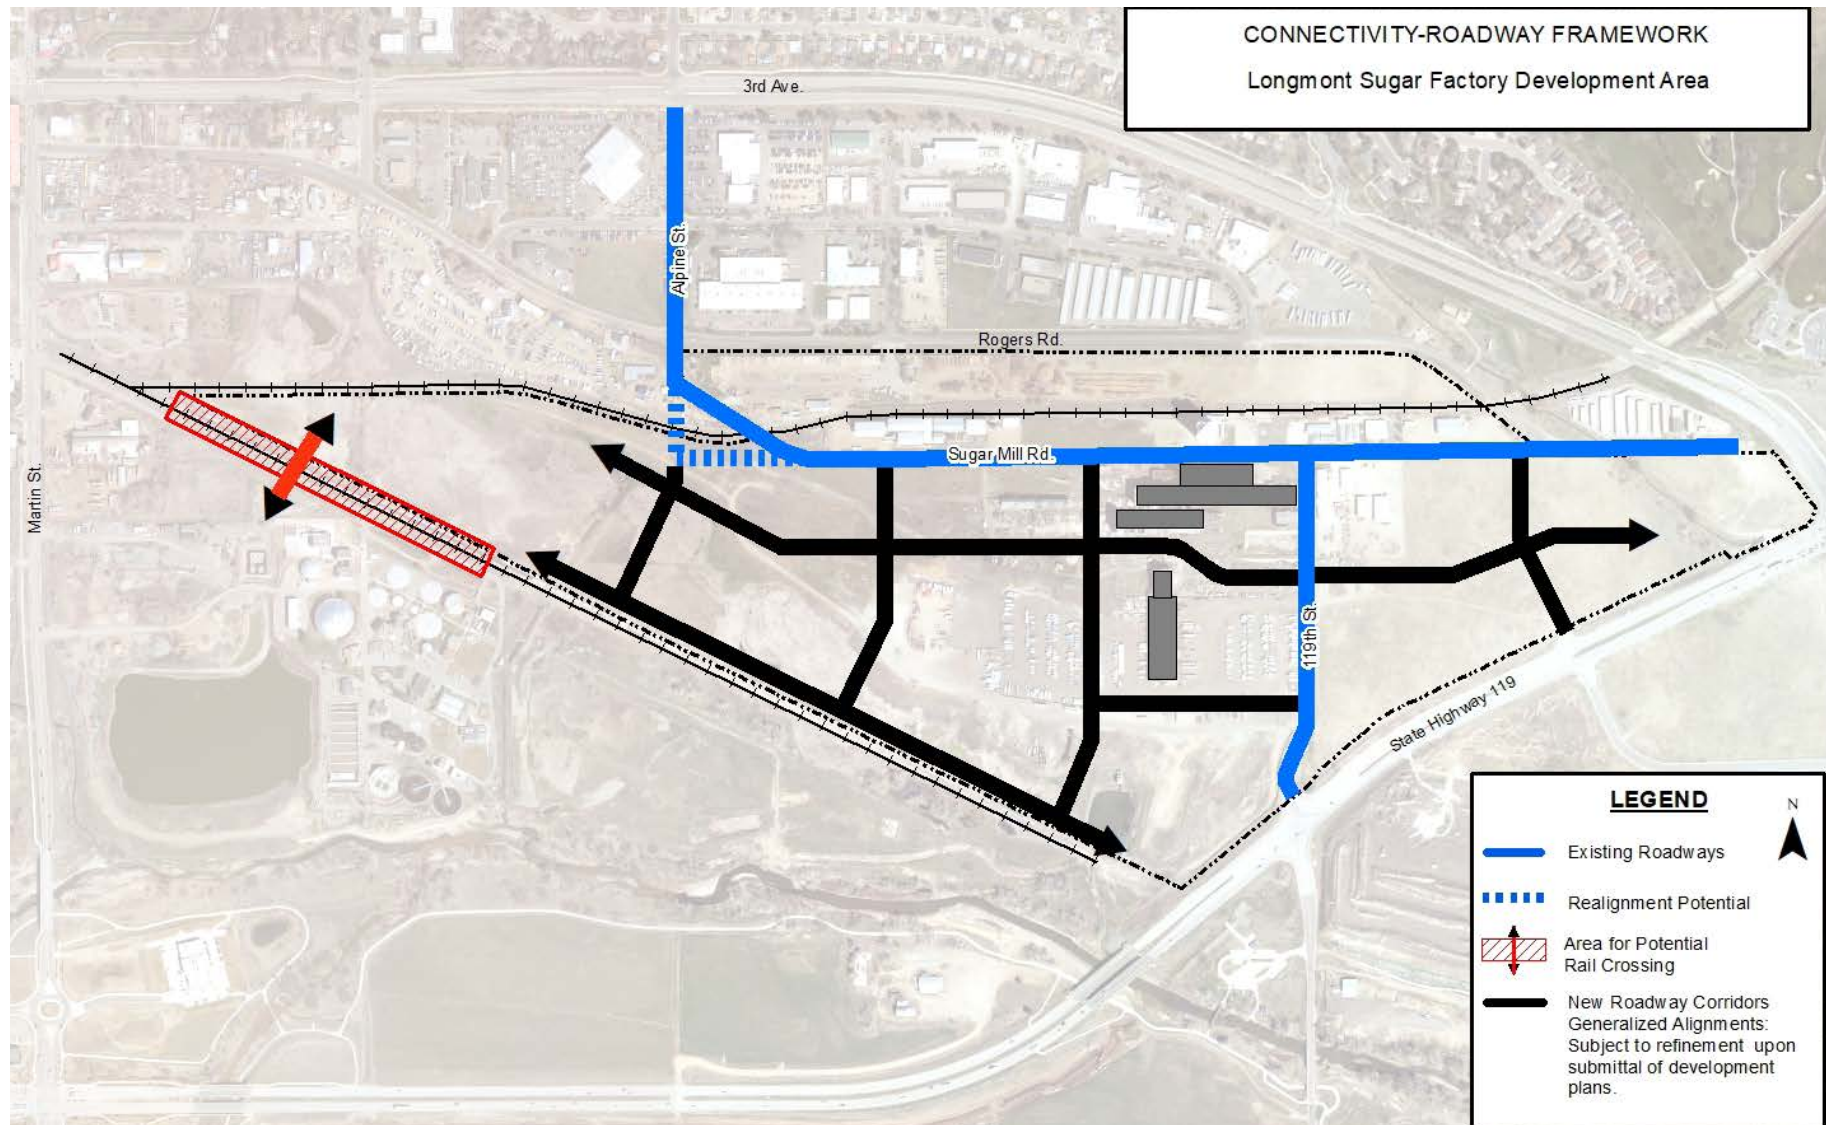 CONNECTIVITY-ROADWAY FRAMEWORK
Longmont Sugar Factory Development Area
3rd Ave.
Alpine St.
Rogers Rd.
Sugar Mill Rd.
Martin St.
119th St.
State Highway 119
LEGEND
N
Existing Roadways
Realignment Potential
Area for Potential
Rail Crossing
New Roadway Corridors
Generalized Alignments:
Subject to refinement upon
submittal of development
plans.